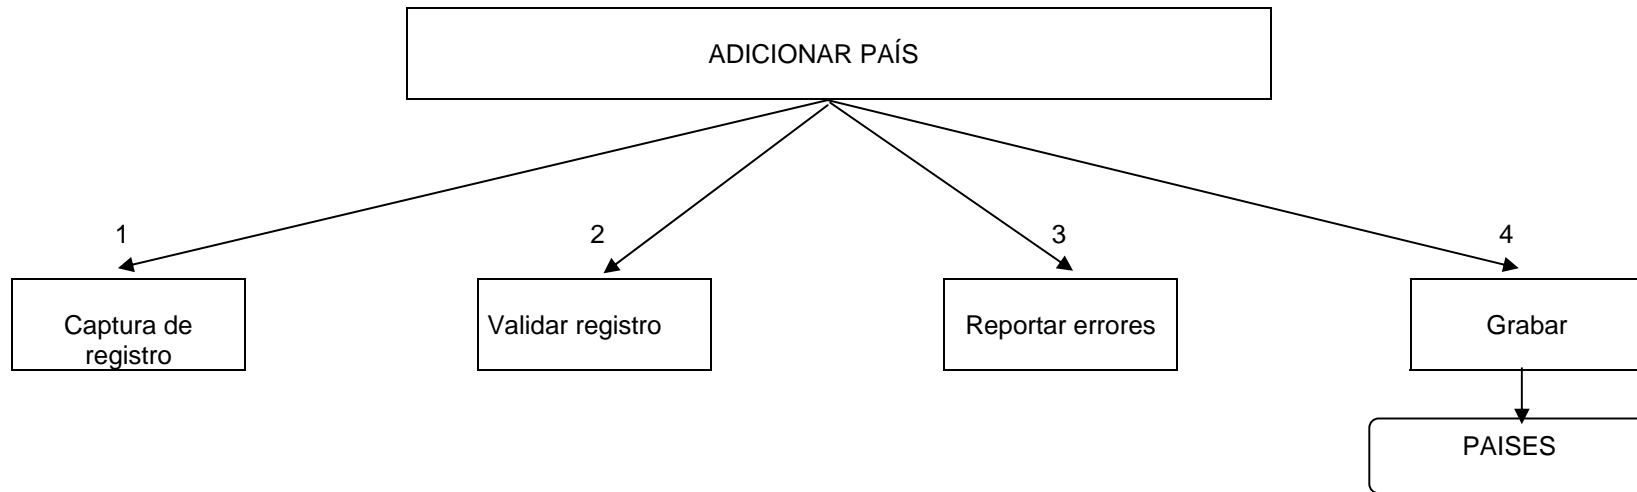 ADICIONAR PAÍS
1
2
3
4
Captura de
registro
Validar registro
Reportar errores
Grabar
PAISES